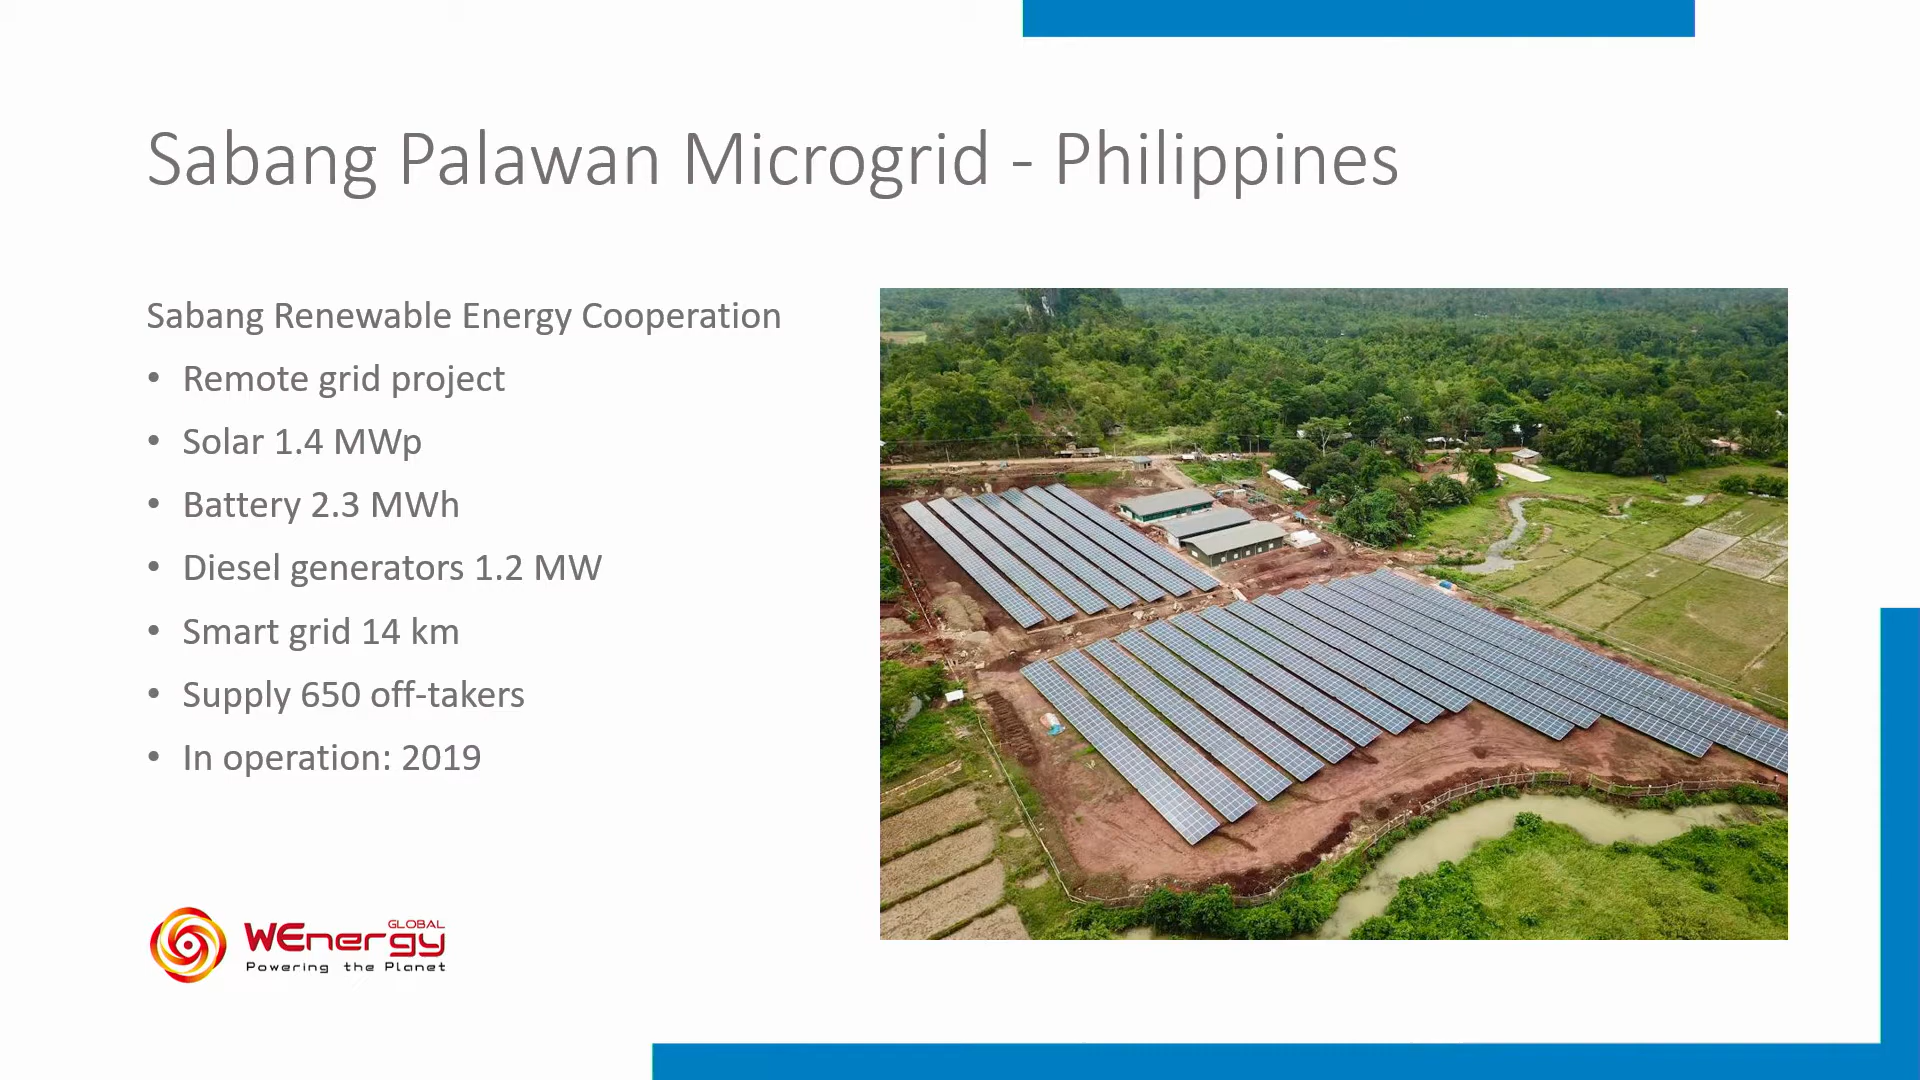 Sabang Palawan Microgrid - Philippines
Sabang Renewable Energy Cooperation
• Remote grid project
• Solar 1.4 MWp
• Battery 2.3 MWh
• Diesel generators 1.2 MW
• Smart grid 14 km
• Supply 650 off-takers
• In operation: 2019
GLOBAL
WEnergy
Powering the Planet